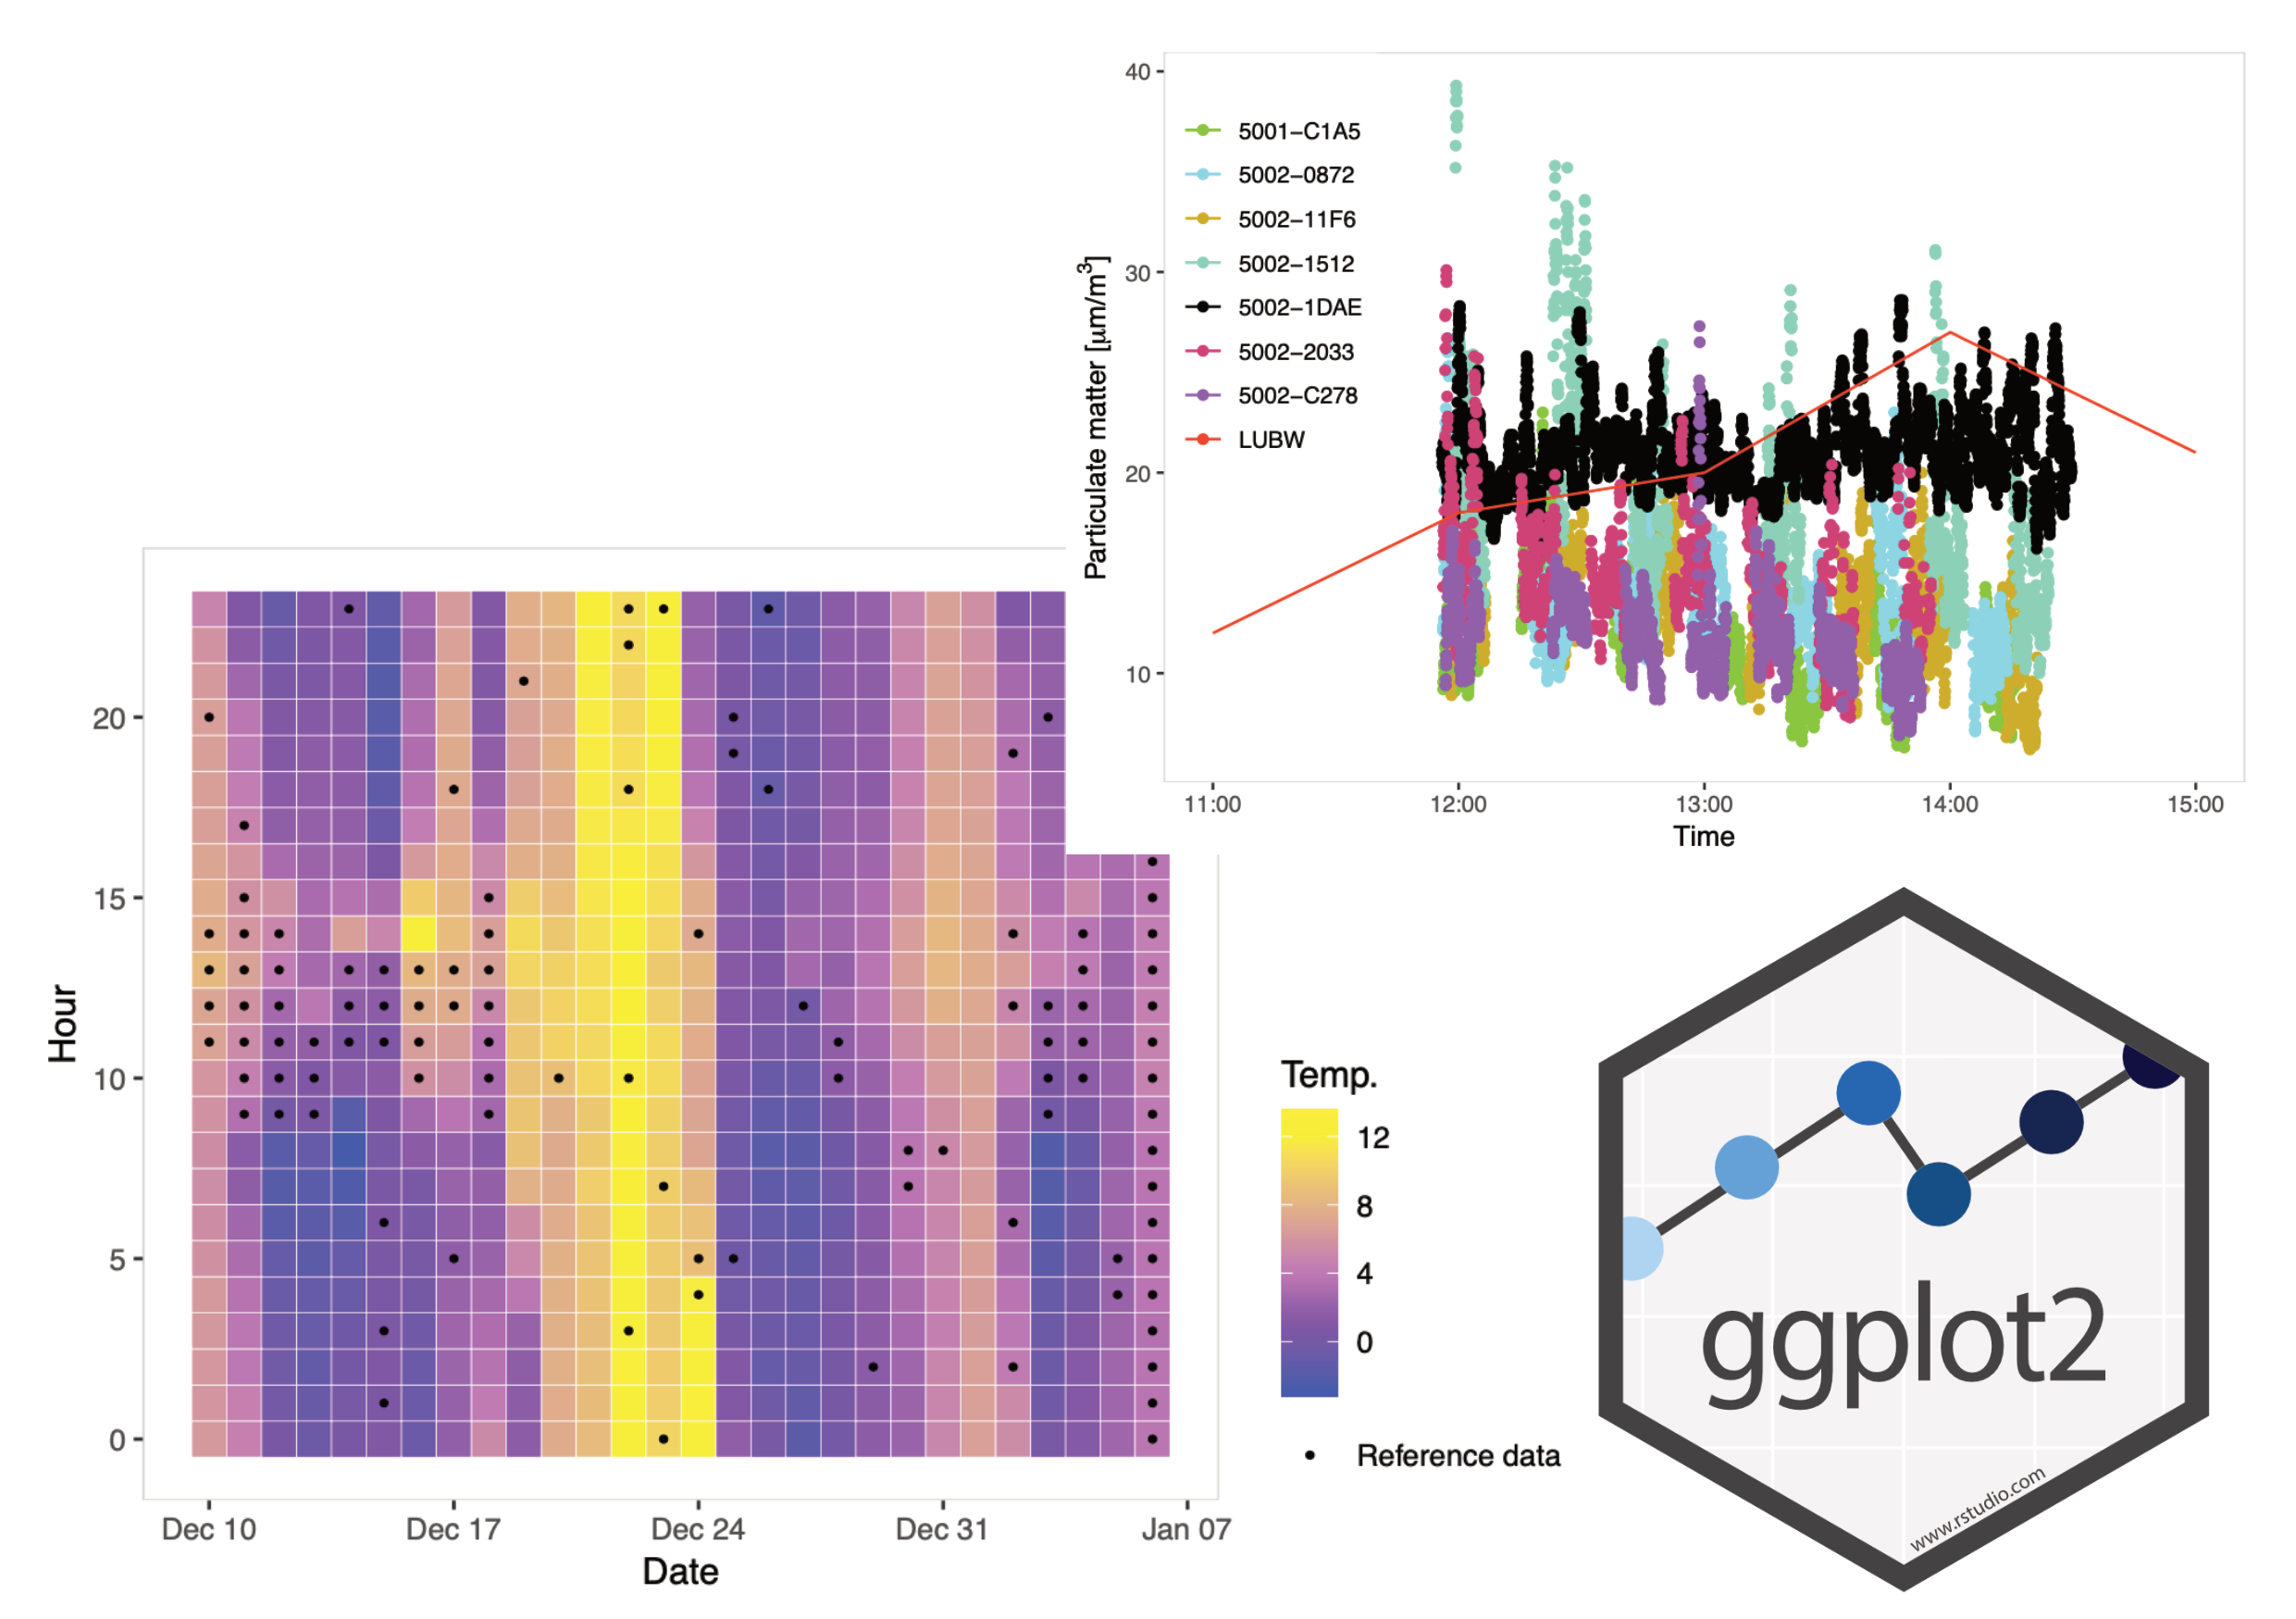 40
30
20
10
Particulate matter [μm/m³]
5001−C1A5
5002−0872
5002−11F6
5002−1512
5002−1DAE
5002−2033
5002−C278
LUBW
11:00 12:00 13:00 14:00 15:00
Time
20
15
10
5
0
Hour
Dec 10 Dec 17 Dec 24 Dec 31 Jan 07
Date
Temp.
12
8
4
0
Reference data
ggplot2
www.rstudio.com